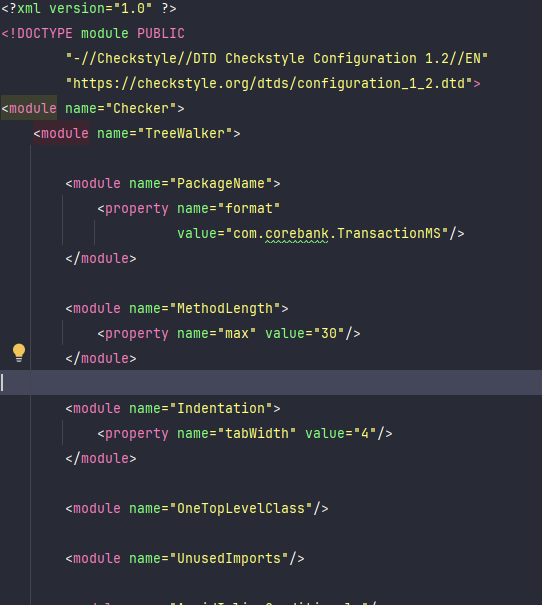 <?xml version="1.0" ?>
<!DOCTYPE module PUBLIC
"-//Checkstyle//DTD Checkstyle Configuration 1.2//EN"
"https://checkstyle.org/dtds/configuration_1_2.dtd">
<module name="Checker">
<module name="TreeWalker">
<module name="PackageName">
<property name="format"
value="com.corebank.TransactionMS"/>
</module>
<module name="MethodLength">
<property name="max" value="30"/>
</module>
<module name="Indentation">
<property name="tabWidth" value="4"/>
</module>
<module name="OneTopLevelClass"/>
<module name="UnusedImports"/>